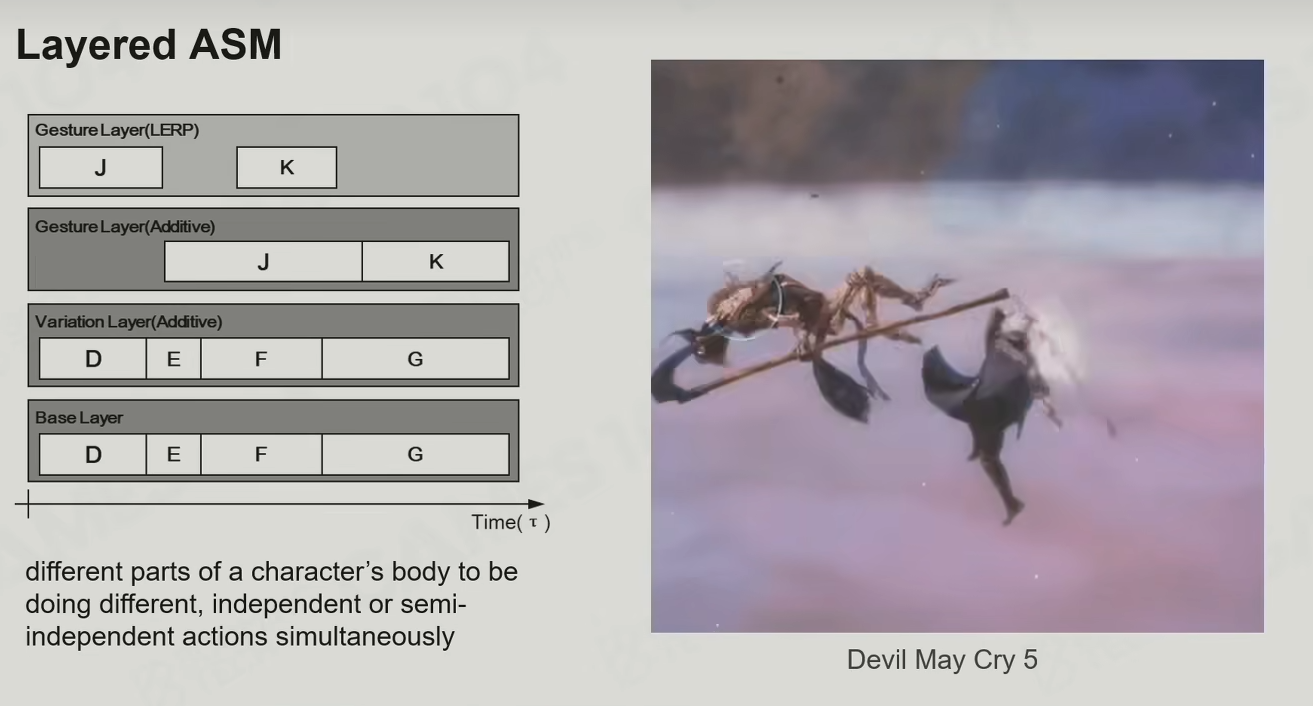 Layered ASM
Gesture Layer(LERP)
J
K
Gesture Layer(Additive)
J
K
Variation Layer(Additive)
D
E
F
G
Base Layer
D
E
F
G
Time( τ )
different parts of a character’s body to be
doing different, independent or semi-
independent actions simultaneously
Devil May Cry 5